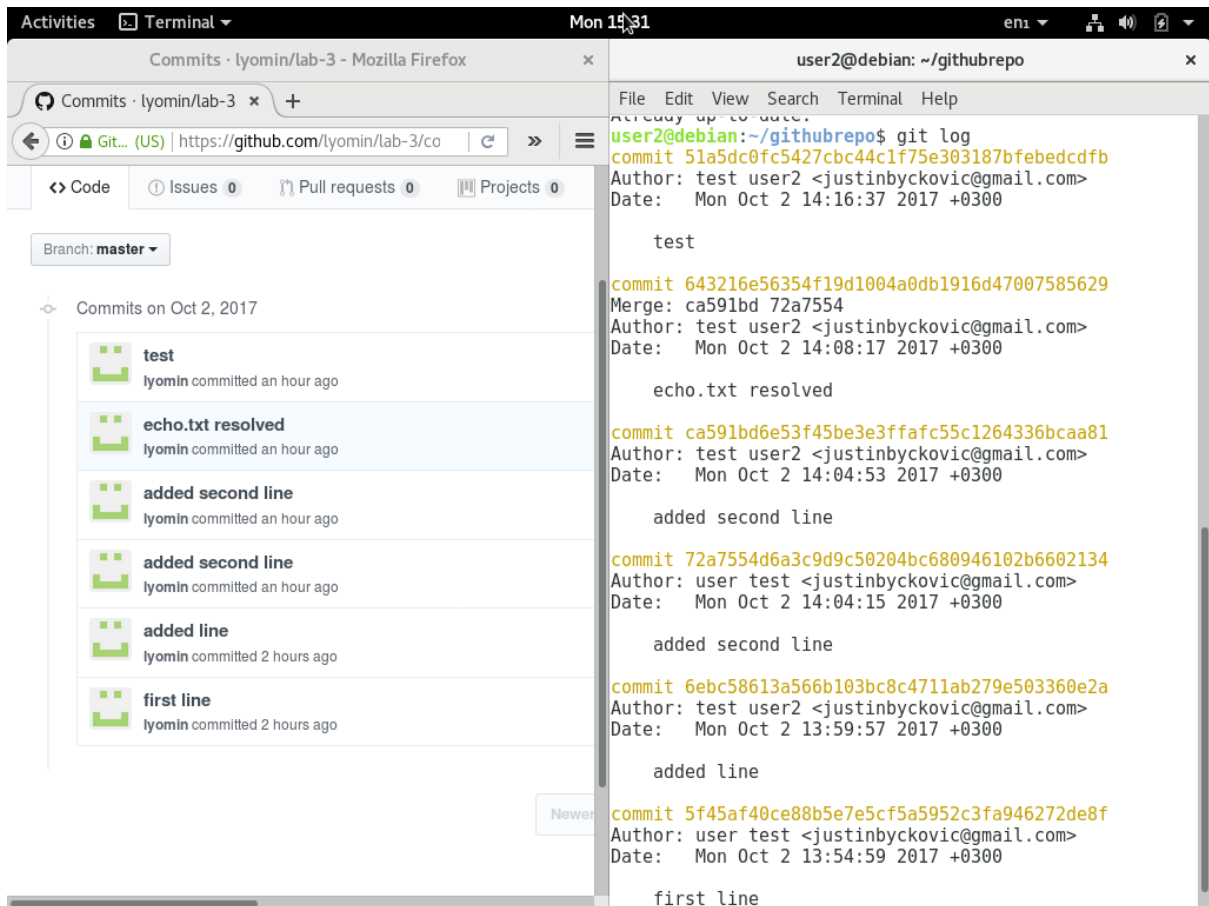 Activities Terminal Mon 15:31 en1
Commits · lyomin/lab-3 - Mozilla Firefox ×
Commits · lyomin/lab-3 × +
Git... (US) https://github.com/lyomin/lab-3/co »
Code Issues 0 Pull requests 0 Projects 0
Branch: master
Commits on Oct 2, 2017
test
lyomin committed an hour ago
echo.txt resolved
lyomin committed an hour ago
added second line
lyomin committed an hour ago
added second line
lyomin committed an hour ago
added line
lyomin committed 2 hours ago
first line
lyomin committed 2 hours ago
Newer
user2@debian: ~/githubrepo ×
File Edit View Search Terminal Help
Already up-to-date.
user2@debian:~/githubrepo$ git log
commit 51a5dc0fc5427cbc44c1f75e303187bfebedcdfb
Author: test user2 <justinbyckovic@gmail.com>
Date:   Mon Oct 2 14:16:37 2017 +0300
    test
commit 643216e56354f19d1004a0db1916d47007585629
Merge: ca591bd 72a7554
Author: test user2 <justinbyckovic@gmail.com>
Date:   Mon Oct 2 14:08:17 2017 +0300
    echo.txt resolved
commit ca591bd6e53f45be3e3ffafc55c1264336bcaa81
Author: test user2 <justinbyckovic@gmail.com>
Date:   Mon Oct 2 14:04:53 2017 +0300
    added second line
commit 72a7554d6a3c9d9c50204bc680946102b6602134
Author: user test <justinbyckovic@gmail.com>
Date:   Mon Oct 2 14:04:15 2017 +0300
    added second line
commit 6ebc58613a566b103bc8c4711ab279e503360e2a
Author: test user2 <justinbyckovic@gmail.com>
Date:   Mon Oct 2 13:59:57 2017 +0300
    added line
commit 5f45af40ce88b5e7e5cf5a5952c3fa946272de8f
Author: user test <justinbyckovic@gmail.com>
Date:   Mon Oct 2 13:54:59 2017 +0300
    first line